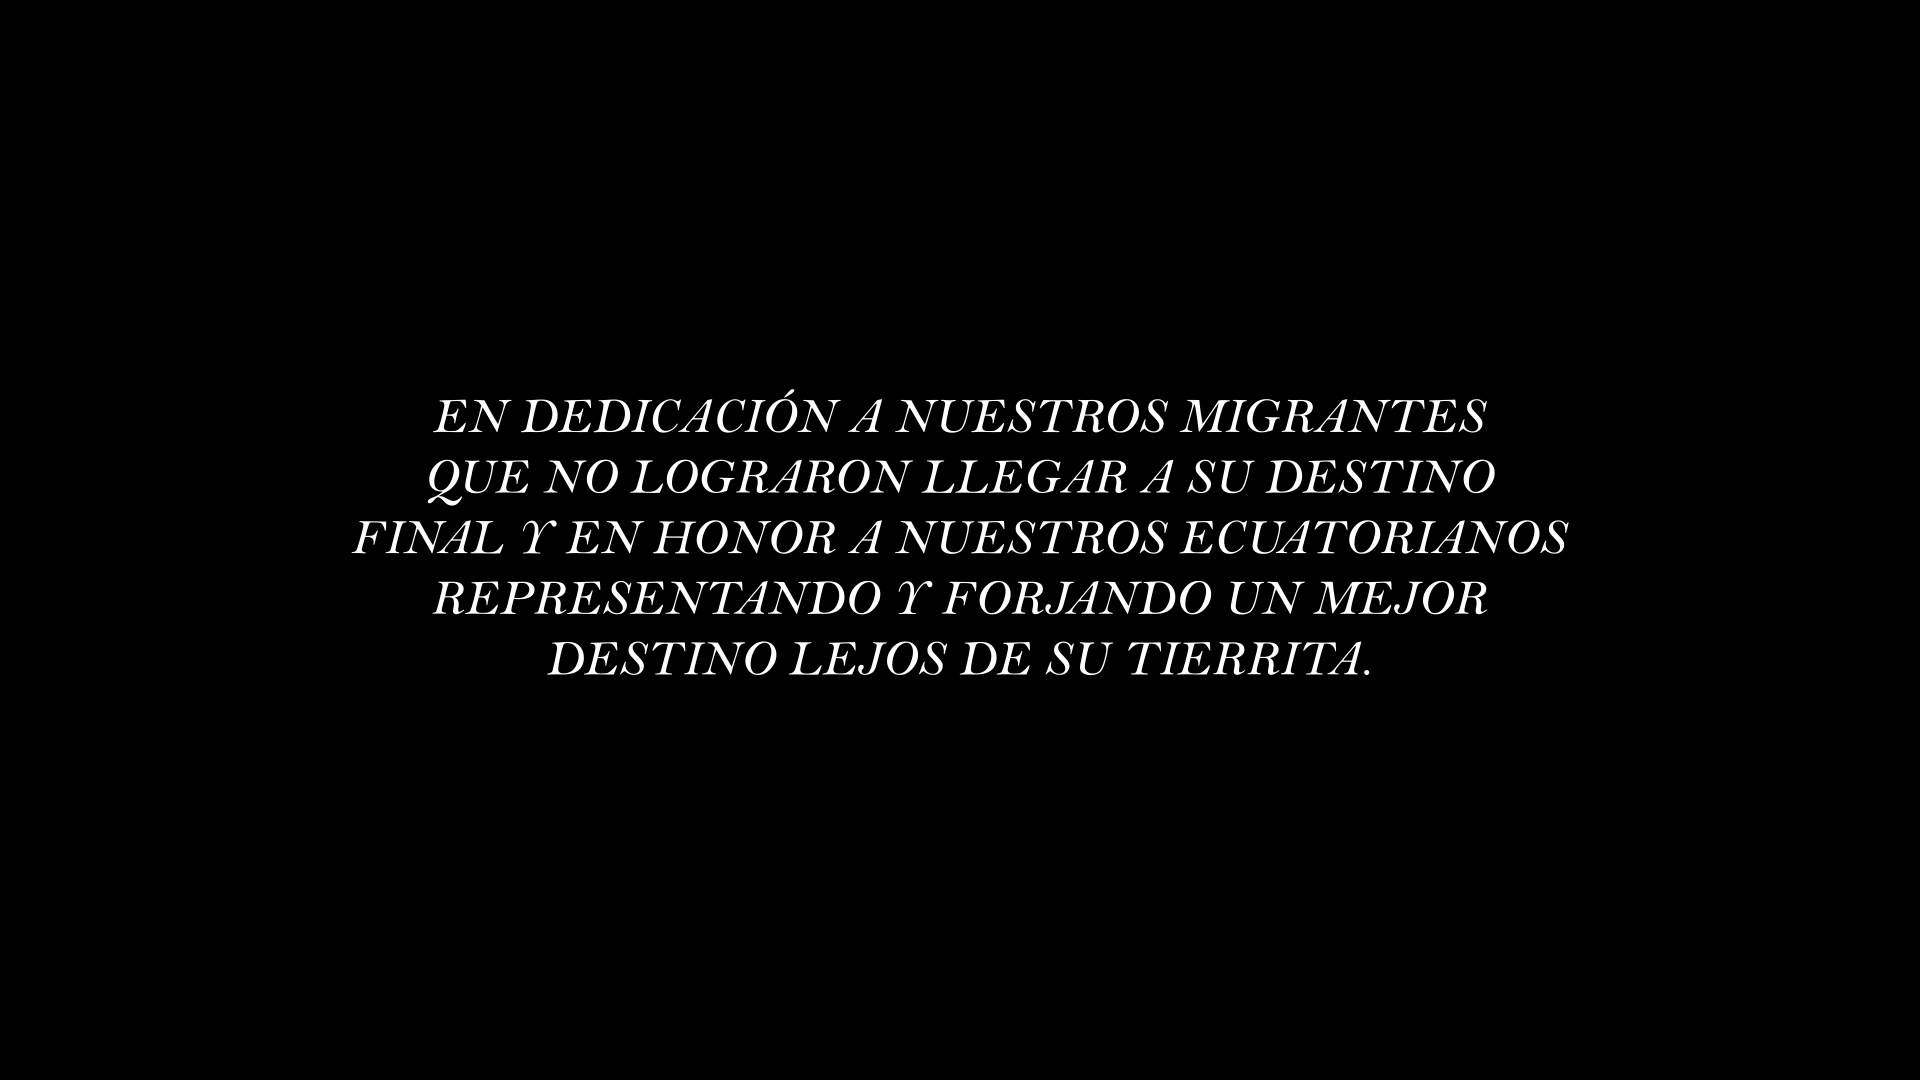 EN DEDICACIÓN A NUESTROS MIGRANTES
QUE NO LOGRARON LLEGAR A SU DESTINO
FINAL Y EN HONOR A NUESTROS ECUATORIANOS
REPRESENTANDO Y FORJANDO UN MEJOR
DESTINO LEJOS DE SU TIERRITA.